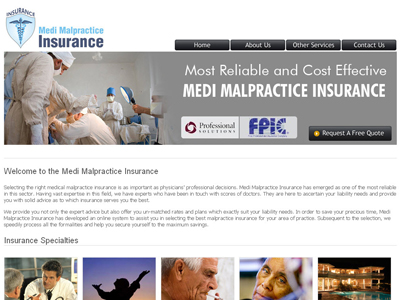 INSURANCE
Medi Malpractice
Insurance
Home
About Us
Other Services
Contact Us
Most Reliable and Cost Effective
MEDI MALPRACTICE INSURANCE
Professional
SOLUTIONS
FPIC
Request A Free Quote
Welcome to the Medi Malpractice Insurance
Selecting the right medical malpractice insurance is as important as physicians' professional decisions. Medi Malpractice Insurance has emerged as one of the most reliable
in this sector. Having vast expertise in this field, we have experts who have been in touch with scores of doctors. They are here to ascertain your liability needs and provide
you with solid advice as to which insurance serves you the best.
We provide you not only the expert advice but also offer you un-matched rates and plans which exactly suit your liability needs. In order to save your precious time, Medi
Malpractice Insurance has developed an online system to assist you in selecting the best malpractice insurance for your area of practice. Subsequent to the selection, we
speedily process all the formalities and help you secure yourself to the maximum savings.
Insurance Specialties